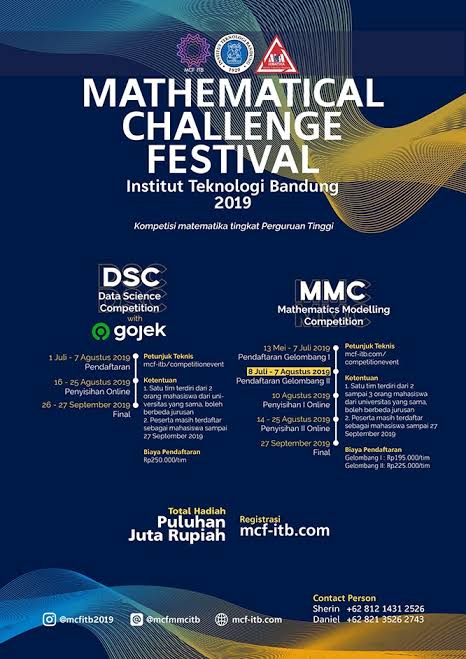 MCF ITB
INSTITUT TEKNOLOGI BANDUNG
1920
MATHEMATICAL
CHALLENGE
FESTIVAL
Institut Teknologi Bandung
2019
Kompetisi matematika tingkat Perguruan Tinggi
DSC
Data Science
Competition
with
gojek
1 Juli - 7 Agustus 2019
Pendaftaran
16 - 25 Agustus 2019
Penyisihan Online
26 - 27 September 2019
Final
Petunjuk Teknis
mcf-itb/competitionevent
Ketentuan
1. Satu tim terdiri dari 2
orang mahasiswa dari uni-
versitas yang sama, boleh
berbeda jurusan
2. Peserta masih terdaftar
sebagai mahasiswa sampai
27 September 2019
Biaya Pendaftaran
Rp250.000/tim
MMC
Mathematics Modelling
Competition
13 Mei - 7 Juli 2019
Pendaftaran Gelombang I
8 Juli - 7 Agustus 2019
Pendaftaran Gelombang II
10 Agustus 2019
Penyisihan I Online
14 - 25 Agustus 2019
Penyisihan II Online
27 September 2019
Final
Petunjuk Teknis
mcf-itb.com/
competitionevent
Ketentuan
1. Satu tim terdiri dari 2
sampai 3 orang mahasiswa
dari universitas yang sama,
boleh berbeda jurusan
2. Peserta masih terdaftar
sebagai mahasiswa sampai 27
September 2019
Biaya Pendaftaran
Gelombang I : Rp195.000/tim
Gelombang II: Rp225.000/tim
Total Hadiah
Puluhan
Juta Rupiah
Registrasi
mcf-itb.com
@mcfitb2019
@mcfmmcitb
mcf-itb.com
Contact Person
Sherin +62 812 1431 2526
Daniel +62 821 3526 2743